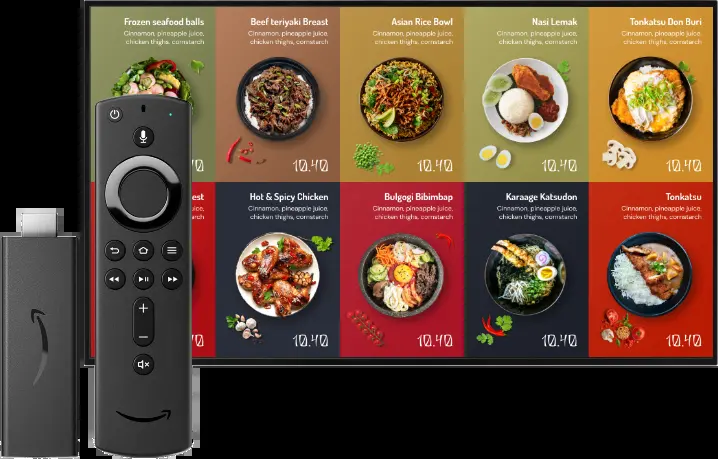 Frozen seafood balls
Cinnamon, pineapple juice,
chicken thighs, cornstarch
Beef teriyaki Breast
Cinnamon, pineapple juice,
chicken thighs, cornstarch
10.40
Asian Rice Bowl
Cinnamon, pineapple juice,
chicken thighs, cornstarch
10.40
Nasi Lemak
Cinnamon, pineapple juice,
chicken thighs, cornstarch
10.40
Tonkatsu Don Buri
Cinnamon, pineapple juice,
chicken thighs, cornstarch
10.40
Hot & Spicy Chicken
Cinnamon, pineapple juice,
chicken thighs, cornstarch
10.40
Bulgogi Bibimbap
Cinnamon, pineapple juice,
chicken thighs, cornstarch
10.40
Karaage Katsudon
Cinnamon, pineapple juice,
chicken thighs, cornstarch
10.40
Tonkatsu
Cinnamon, pineapple juice,
chicken thighs, cornstarch
10.40